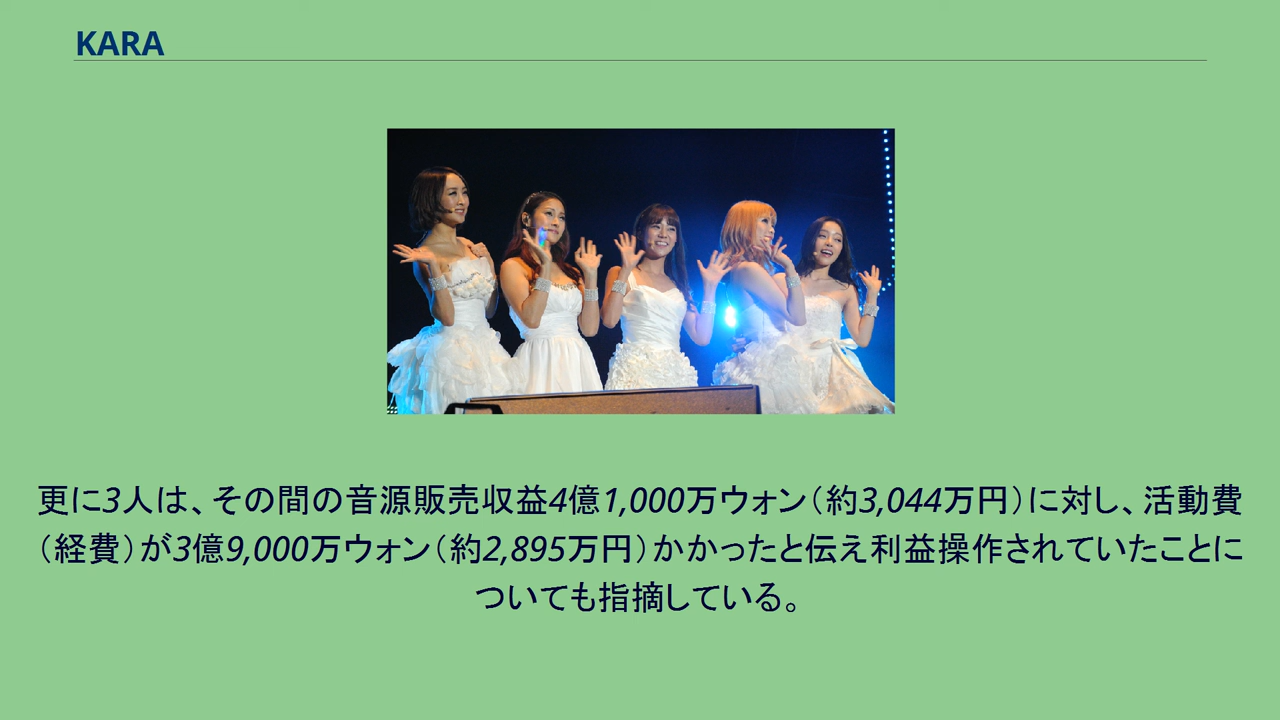 KARA
更に3人は、その間の音源販売収益4億1,000万ウォン（約3,044万円）に対し、活動費
（経費）が3億9,000万ウォン（約2,895万円）かかったと伝え利益操作されていたことに
ついても指摘している。